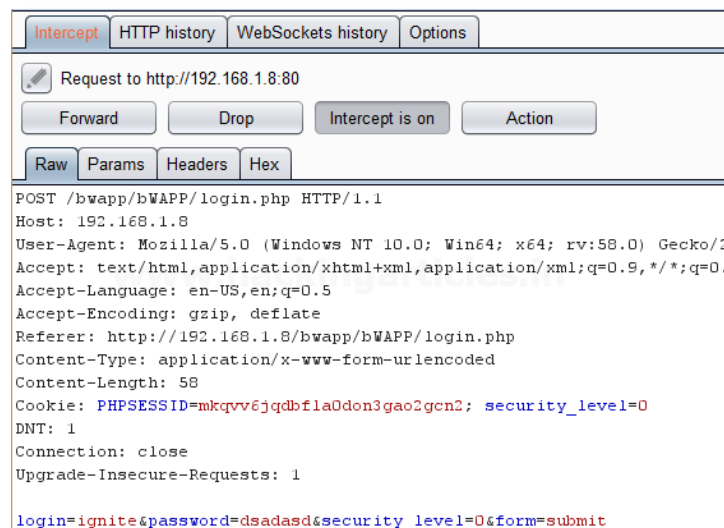 Intercept HTTP history WebSockets history Options
Request to http://192.168.1.8:80
Forward Drop Intercept is on Action
Raw Params Headers Hex
POST /bwapp/bWAPP/login.php HTTP/1.1
Host: 192.168.1.8
User-Agent: Mozilla/5.0 (Windows NT 10.0; Win64; x64; rv:58.0) Gecko/2
Accept: text/html,application/xhtml+xml,application/xml;q=0.9,*/*;q=0.
Accept-Language: en-US,en;q=0.5
Accept-Encoding: gzip, deflate
Referer: http://192.168.1.8/bwapp/bWAPP/login.php
Content-Type: application/x-www-form-urlencoded
Content-Length: 58
Cookie: PHPSESSID=mkqvv6jqdbfla0don3gao2gcn2; security_level=0
DNT: 1
Connection: close
Upgrade-Insecure-Requests: 1
login=ignite&password=dsadasd&security_level=0&form=submit